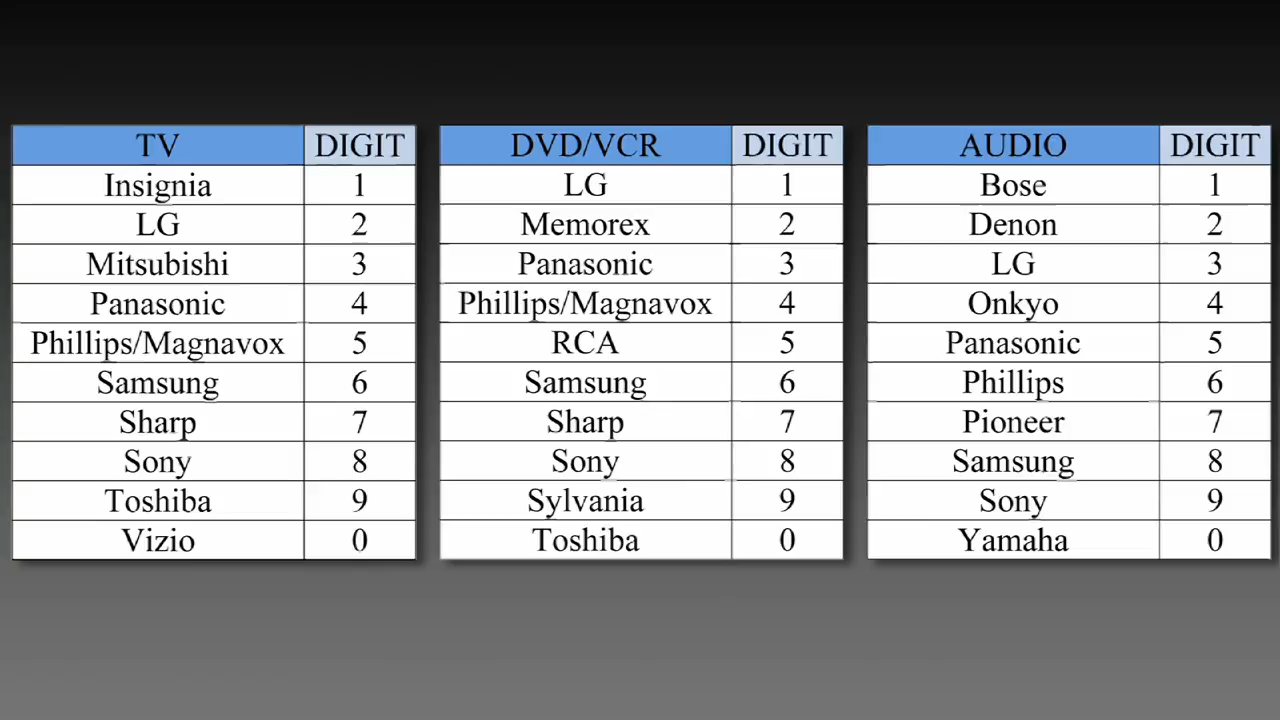 TV DIGIT
Insignia 1
LG 2
Mitsubishi 3
Panasonic 4
Phillips/Magnavox 5
Samsung 6
Sharp 7
Sony 8
Toshiba 9
Vizio 0
DVD/VCR DIGIT
LG 1
Memorex 2
Panasonic 3
Phillips/Magnavox 4
RCA 5
Samsung 6
Sharp 7
Sony 8
Sylvania 9
Toshiba 0
AUDIO DIGIT
Bose 1
Denon 2
LG 3
Onkyo 4
Panasonic 5
Phillips 6
Pioneer 7
Samsung 8
Sony 9
Yamaha 0